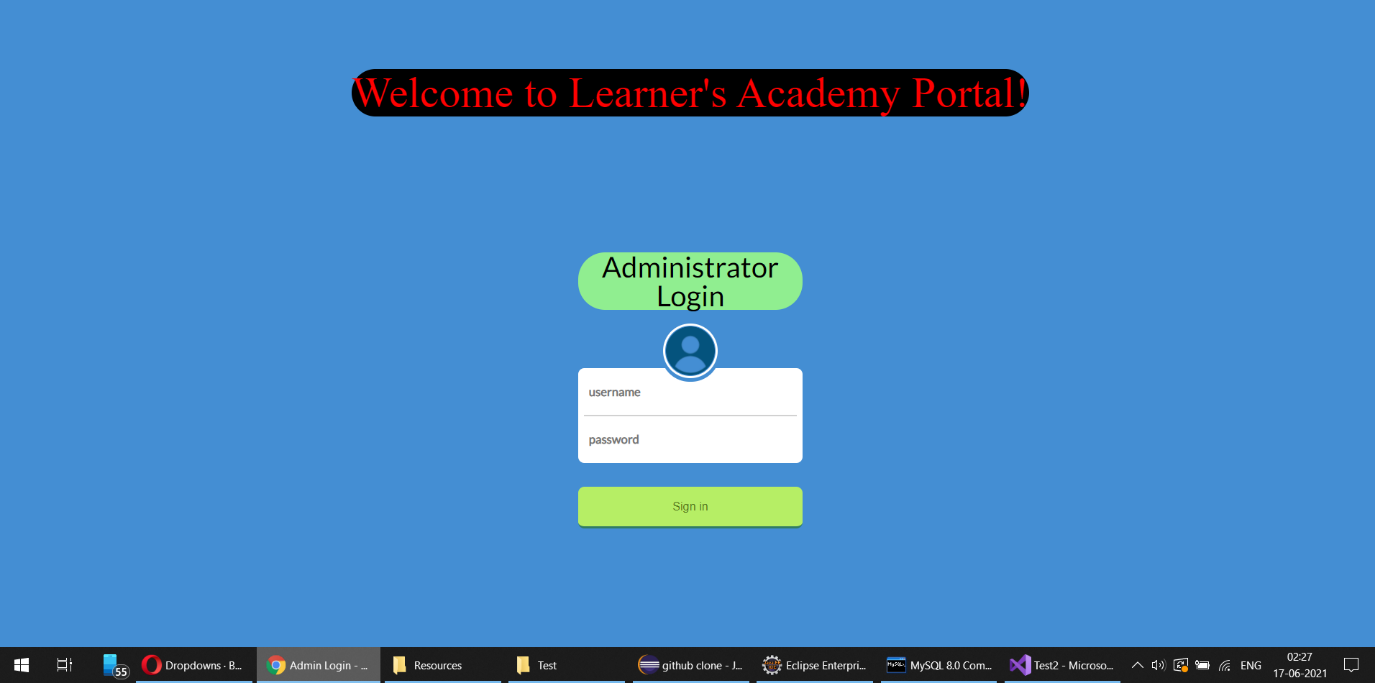 Welcome to Learner's Academy Portal!
Administrator
Login
username
password
Sign in
55
Dropdowns · B...
Admin Login - ...
Resources
Test
github clone - J...
Eclipse Enterpri...
MySQL 8.0 Com...
Test2 - Microso...
ENG
02:27
17-06-2021